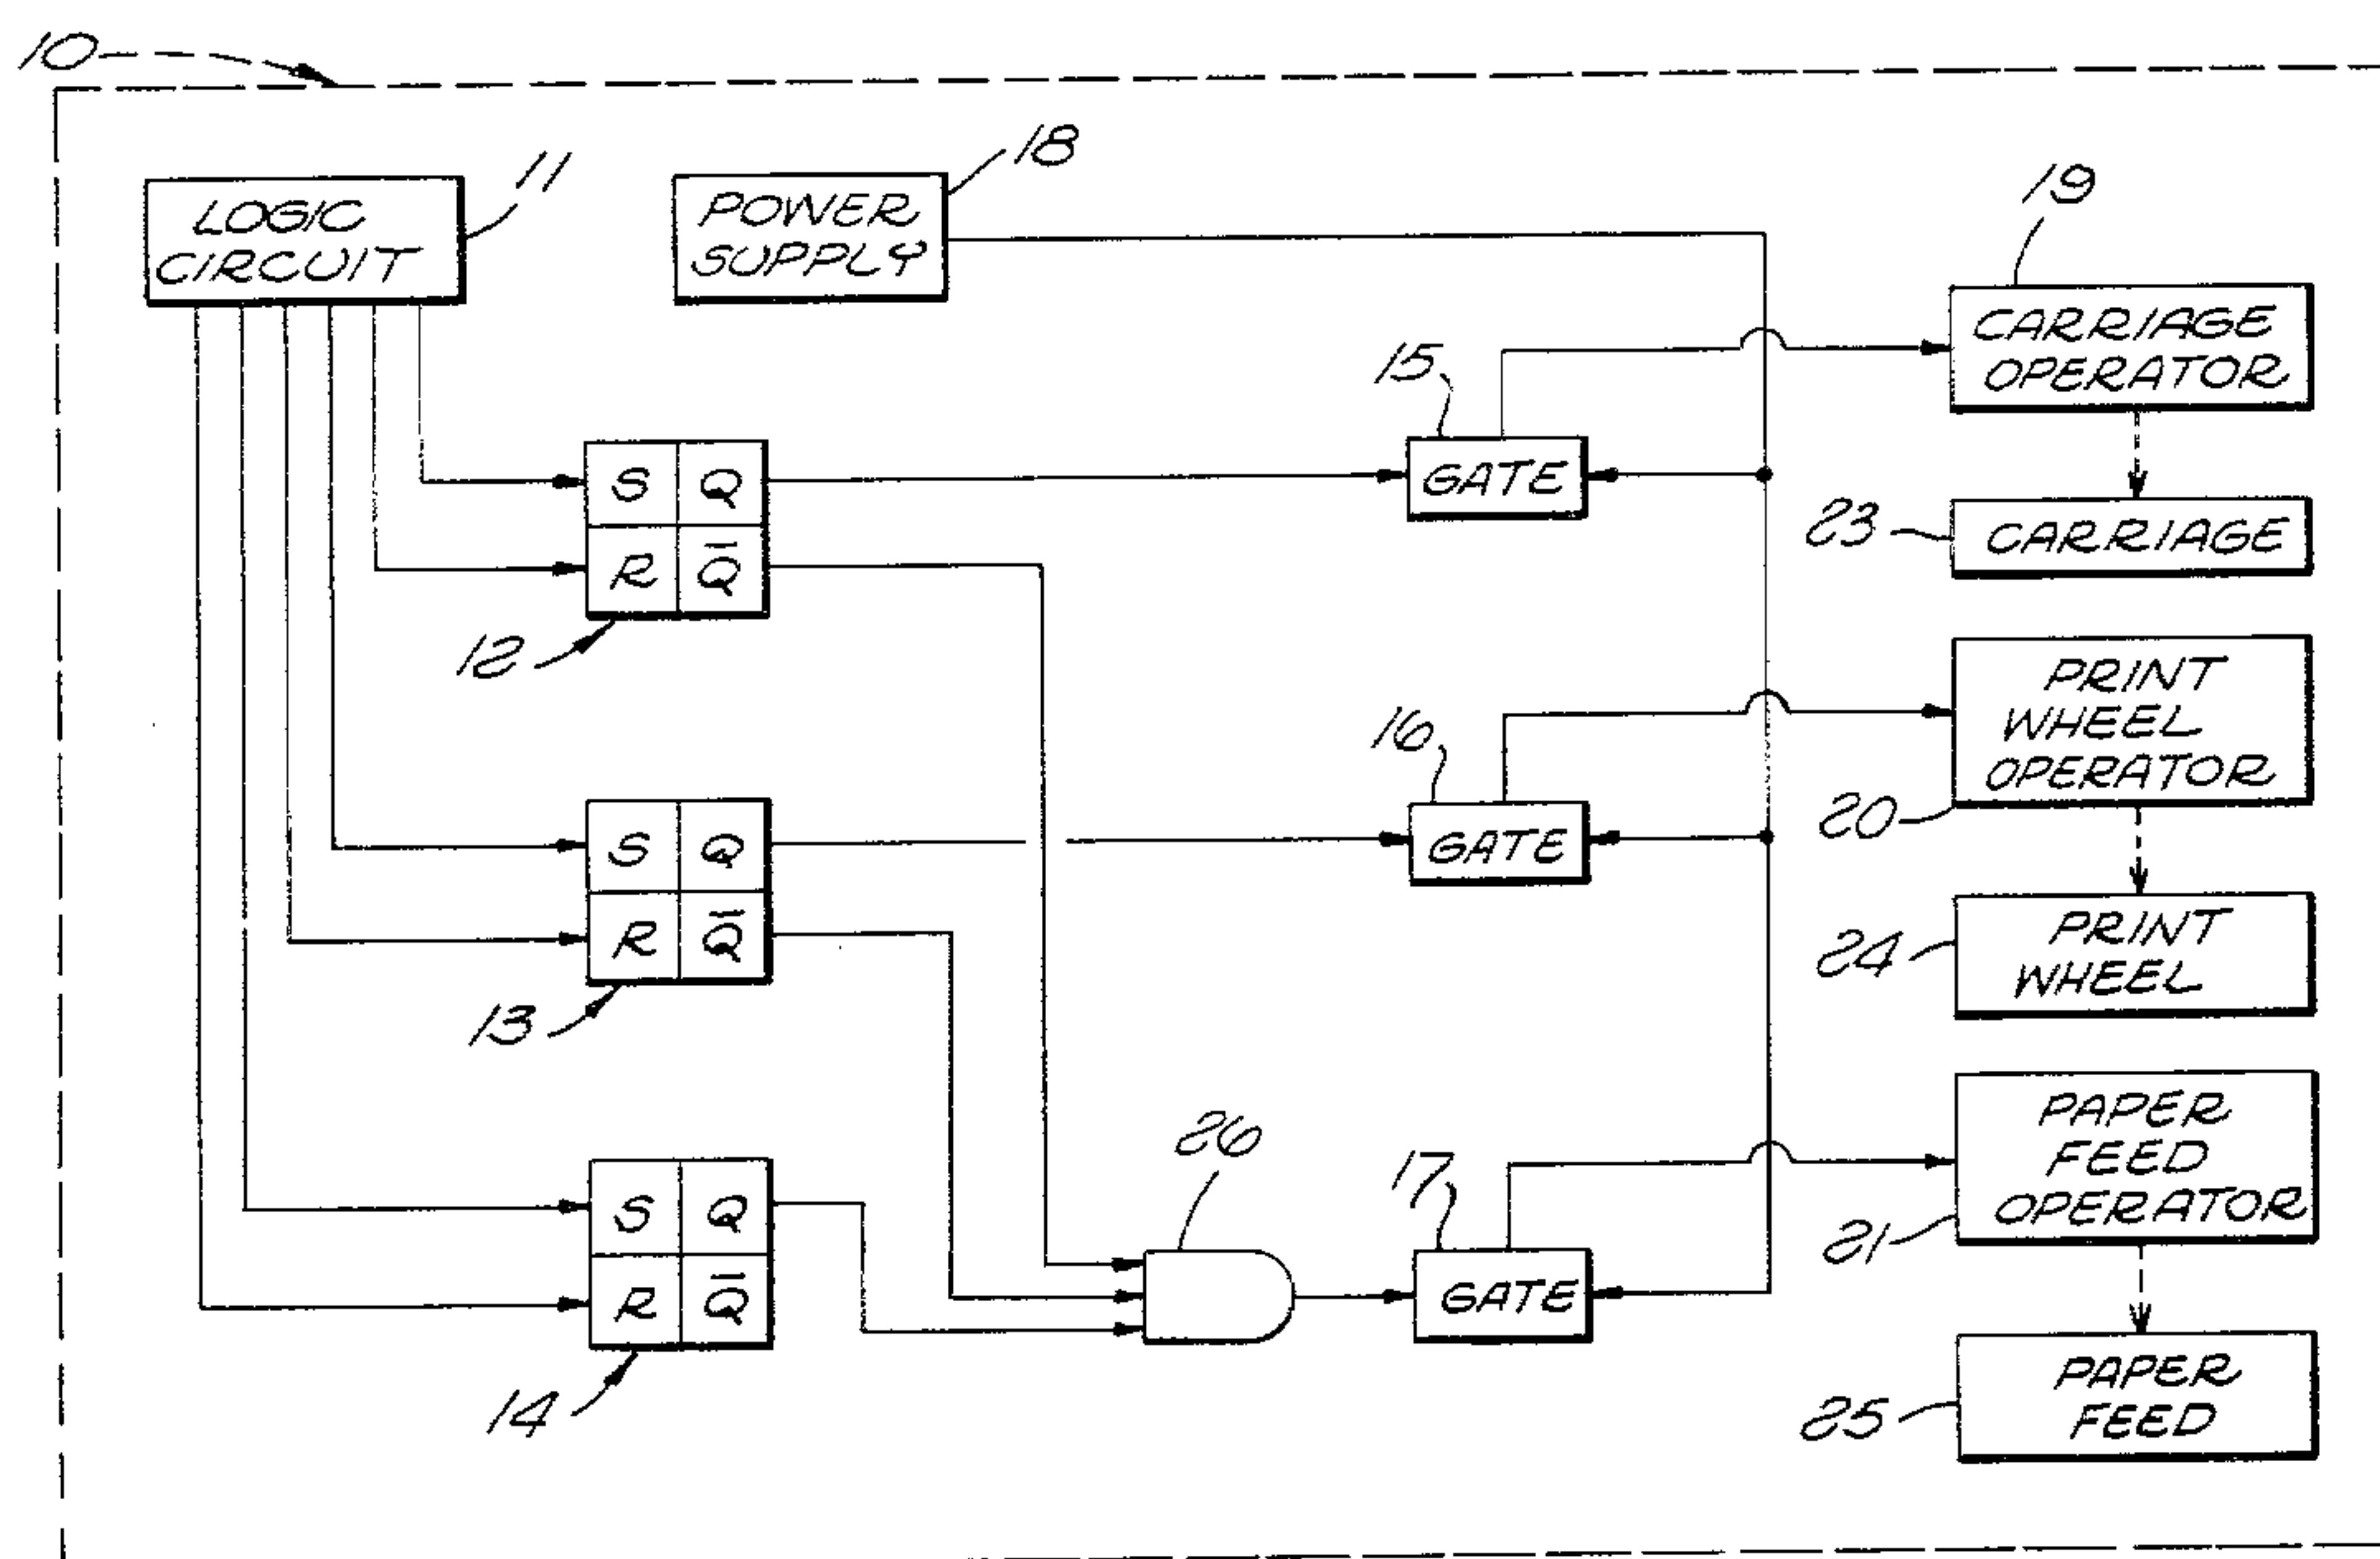 10
11
LOGIC
CIRCUIT
18
POWER
SUPPLY
19
CARRIAGE
OPERATOR
15
GATE
S Q
R Q̅
12
23
CARRIAGE
PRINT
WHEEL
OPERATOR
20
16
GATE
S Q
R Q̅
13
24
PRINT
WHEEL
PAPER
FEED
OPERATOR
21
26
17
GATE
S Q
R Q̅
14
25
PAPER
FEED